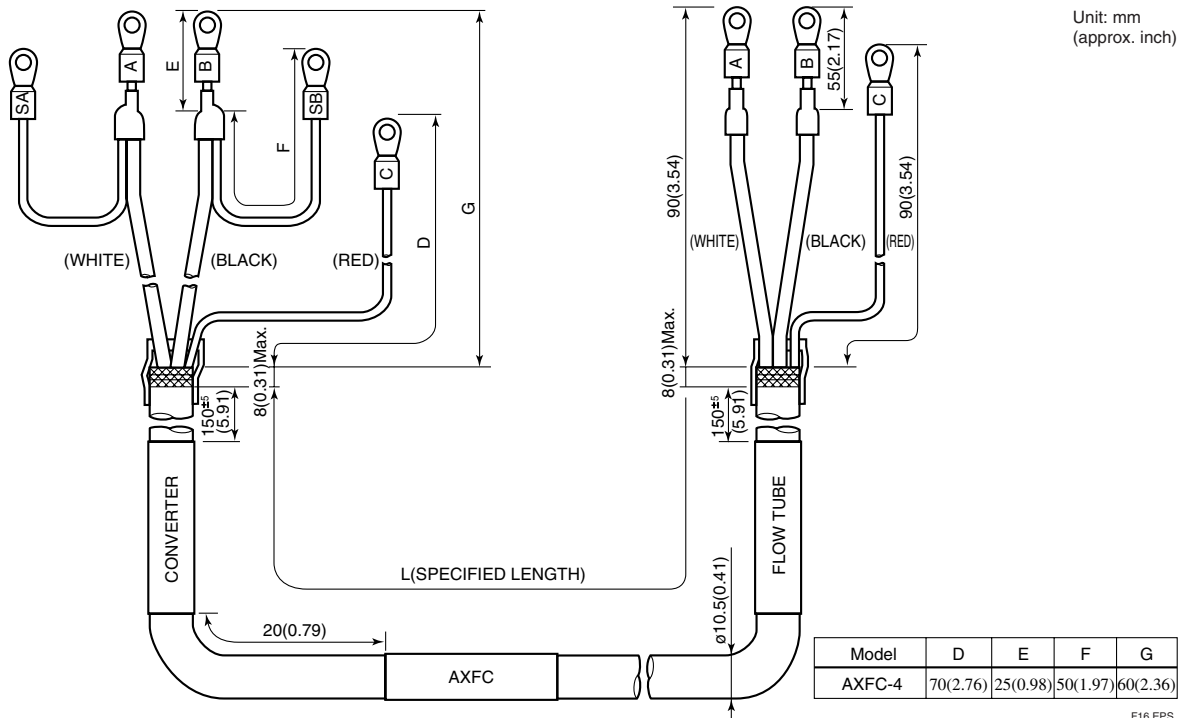 Unit: mm
(approx. inch)
A
E
B
SA
SB
F
C
G
D
(WHITE)
(BLACK)
(RED)
8(0.31)Max.
150±5
(5.91)
CONVERTER
20(0.79)
AXFC
L(SPECIFIED LENGTH)
ø10.5(0.41)
A
B
55(2.17)
C
90(3.54)
90(3.54)
(WHITE)
(BLACK)
(RED)
8(0.31)Max.
150±5
(5.91)
FLOW TUBE
Model D E F G
AXFC-4 70(2.76) 25(0.98) 50(1.97) 60(2.36)
F16.EPS